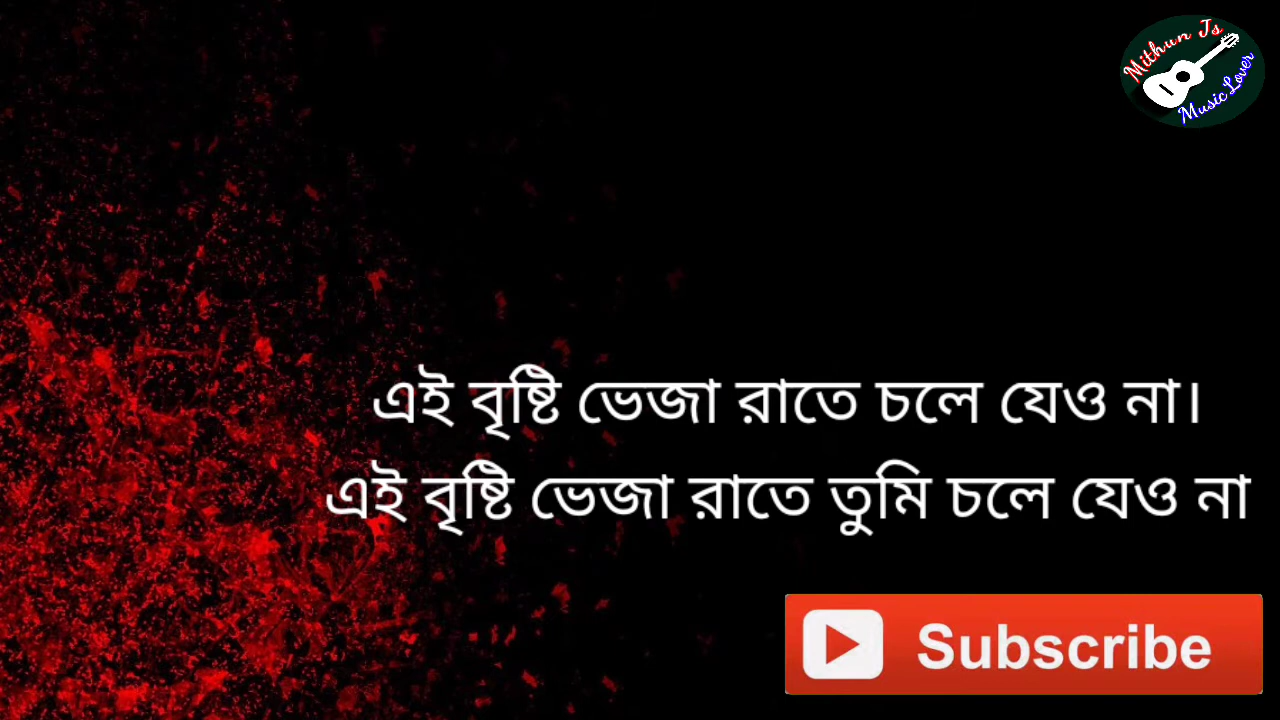 Mithun Js
Music Lover
এই বৃষ্টি ভেজা রাতে চলে যেও না।
এই বৃষ্টি ভেজা রাতে তুমি চলে যেও না
Subscribe